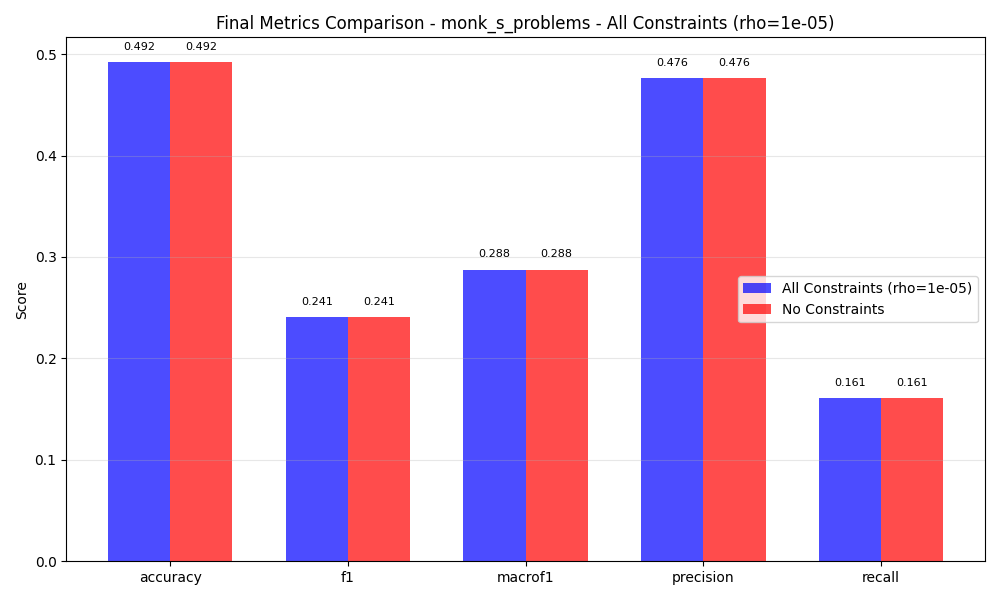 Final Metrics Comparison - monk_s_problems - All Constraints (rho=1e-05)
0.492 0.492
0.476 0.476
0.288 0.288
0.241 0.241
0.161 0.161
0.5
0.4
0.3
0.2
0.1
0.0
Score
All Constraints (rho=1e-05)
No Constraints
accuracy f1 macrof1 precision recall